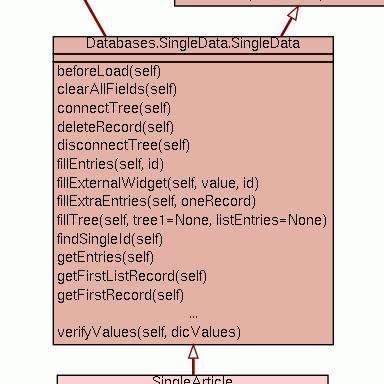 Databases.SingleData.SingleData
beforeLoad(self)
clearAllFields(self)
connectTree(self)
deleteRecord(self)
disconnectTree(self)
fillEntries(self, id)
fillExternalWidget(self, value, id)
fillExtraEntries(self, oneRecord)
fillTree(self, tree1=None, listEntries=None)
findSingleId(self)
getEntries(self)
getFirstListRecord(self)
getFirstRecord(self)
...
verifyValues(self, dicValues)
SingleArticle